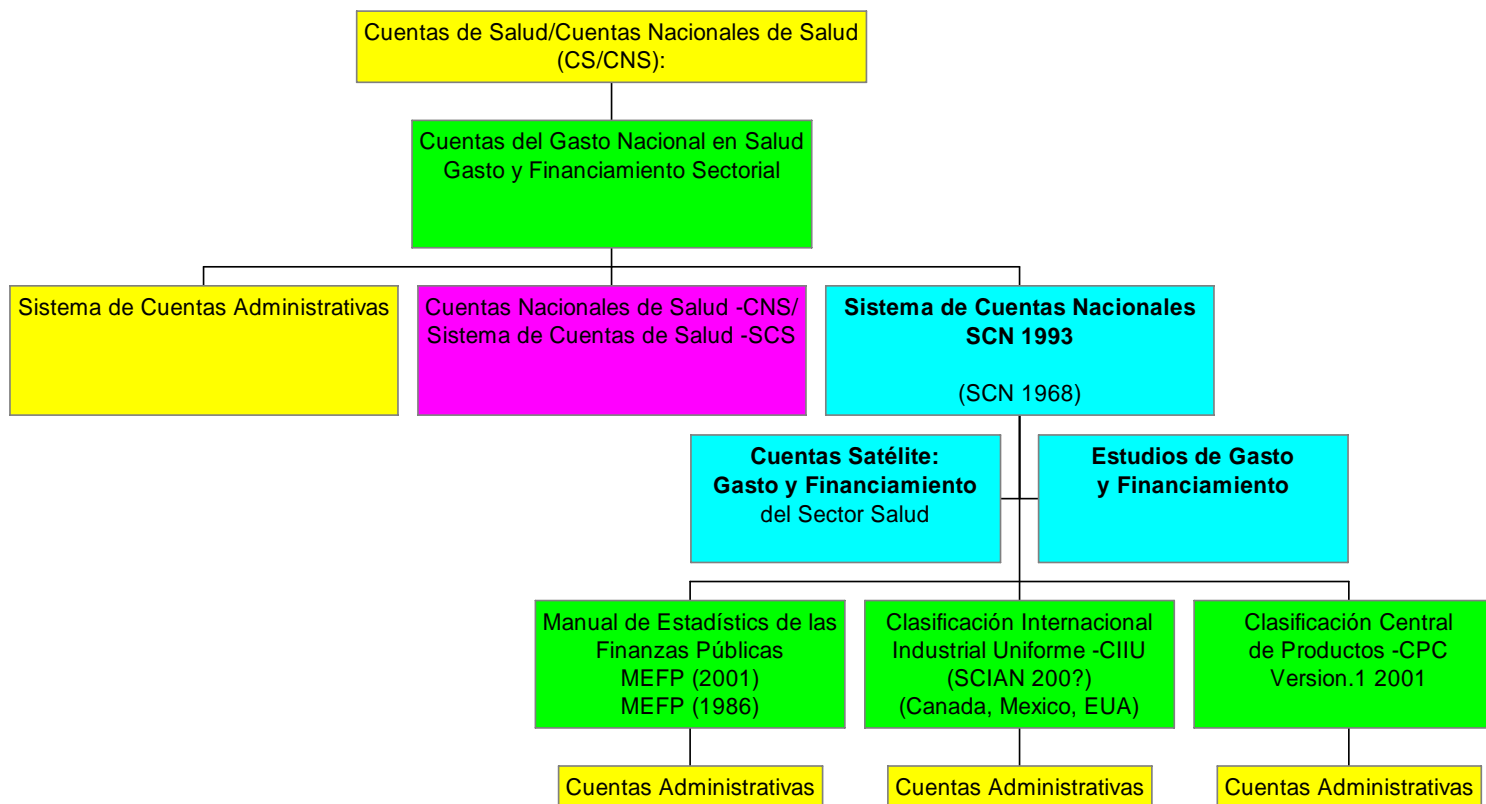 Cuentas de Salud/Cuentas Nacionales de Salud
(CS/CNS):
Cuentas del Gasto Nacional en Salud
Gasto y Financiamiento Sectorial
Sistema de Cuentas Administrativas
Cuentas Nacionales de Salud -CNS/
Sistema de Cuentas de Salud -SCS
Sistema de Cuentas Nacionales
SCN 1993
(SCN 1968)
Cuentas Satélite:
Gasto y Financiamiento
del Sector Salud
Estudios de Gasto
y Financiamiento
Manual de Estadístics de las
Finanzas Públicas
MEFP (2001)
MEFP (1986)
Clasificación Internacional
Industrial Uniforme -CIIU
(SCIAN 200?)
(Canada, Mexico, EUA)
Clasificación Central
de Productos -CPC
Version.1 2001
Cuentas Administrativas
Cuentas Administrativas
Cuentas Administrativas